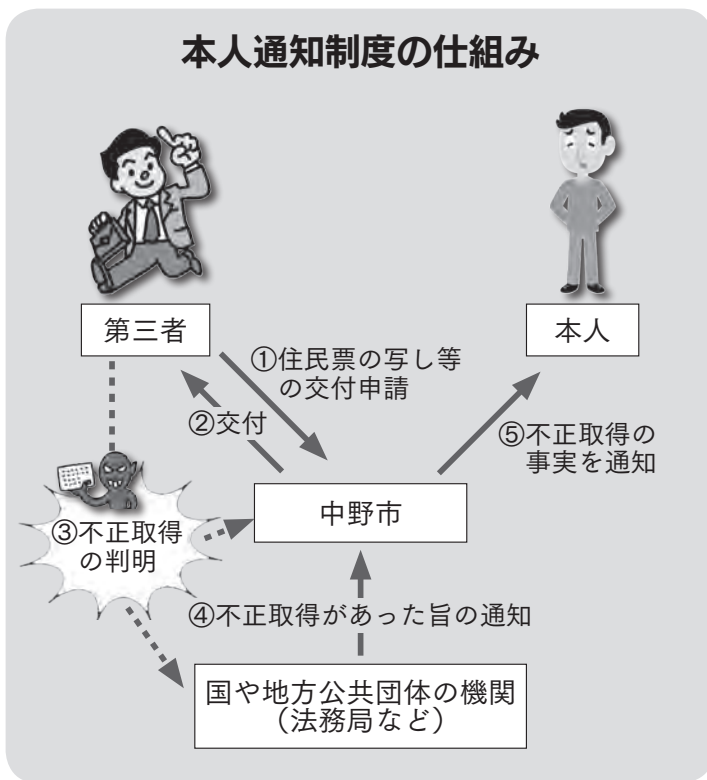 本人通知制度の仕組み
第三者
本人
①住民票の写し等
の交付申請
②交付
⑤不正取得の
事実を通知
中野市
③不正取得
の判明
④不正取得があった旨の通知
国や地方公共団体の機関
（法務局など）